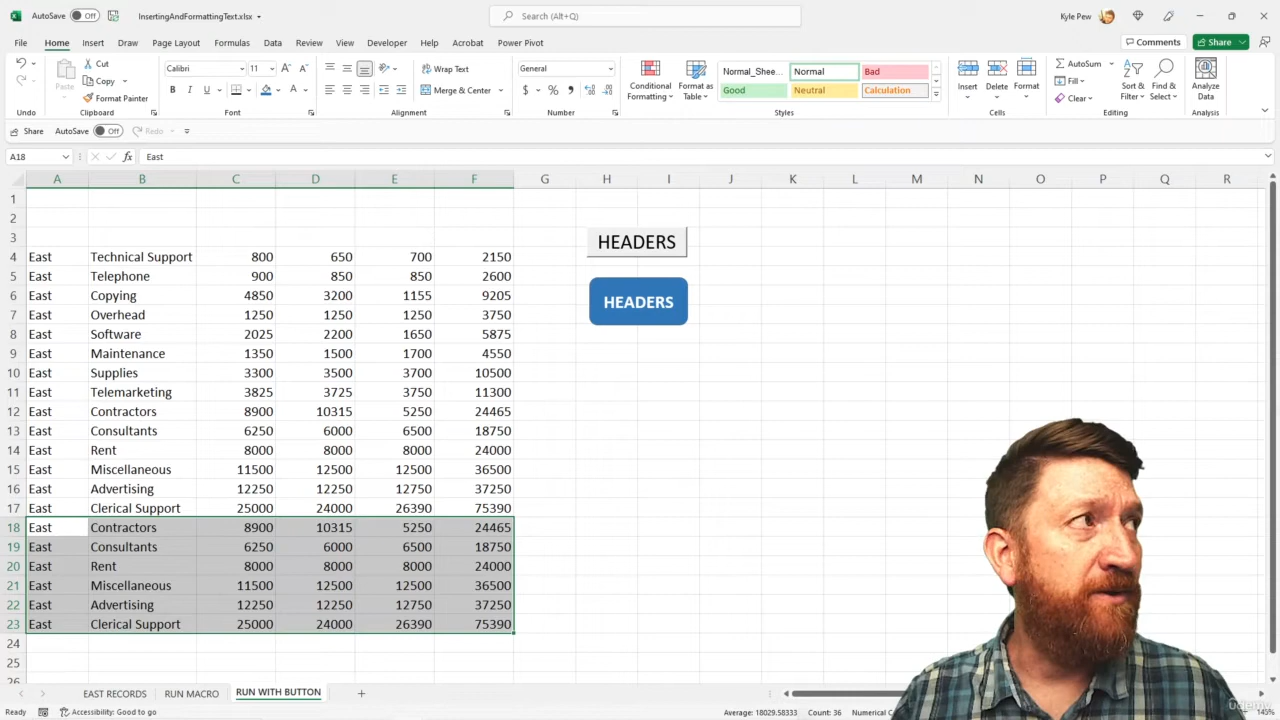 AutoSave Off InsertingAndFormattingText.xlsx Search (Alt+Q) Kyle Pew
File Home Insert Draw Page Layout Formulas Data Review View Developer Help Acrobat Power Pivot Comments Share
Paste Cut Copy Format Painter Calibri 11 Wrap Text Merge & Center General Conditional Formatting Format as Table Normal_Shee... Normal Bad Good Neutral Calculation Insert Delete Format AutoSum Fill Clear Sort & Filter Find & Select Analyze Data
Undo Clipboard Font Alignment Number Styles Cells Editing Analysis
Share AutoSave Off Redo
A18 fx East
A B C D E F G H I J K L M N O P Q R
1
2
3 HEADERS
4 East Technical Support 800 650 700 2150
5 East Telephone 900 850 850 2600
6 East Copying 4850 3200 1155 9205 HEADERS
7 East Overhead 1250 1250 1250 3750
8 East Software 2025 2200 1650 5875
9 East Maintenance 1350 1500 1700 4550
10 East Supplies 3300 3500 3700 10500
11 East Telemarketing 3825 3725 3750 11300
12 East Contractors 8900 10315 5250 24465
13 East Consultants 6250 6000 6500 18750
14 East Rent 8000 8000 8000 24000
15 East Miscellaneous 11500 12500 12500 36500
16 East Advertising 12250 12250 12750 37250
17 East Clerical Support 25000 24000 26390 75390
18 East Contractors 8900 10315 5250 24465
19 East Consultants 6250 6000 6500 18750
20 East Rent 8000 8000 8000 24000
21 East Miscellaneous 11500 12500 12500 36500
22 East Advertising 12250 12250 12750 37250
23 East Clerical Support 25000 24000 26390 75390
24
25
26
EAST RECORDS RUN MACRO RUN WITH BUTTON
Ready Accessibility: Good to go Average: 18029.58333 Count: 36 Numerical C 145%
udemy